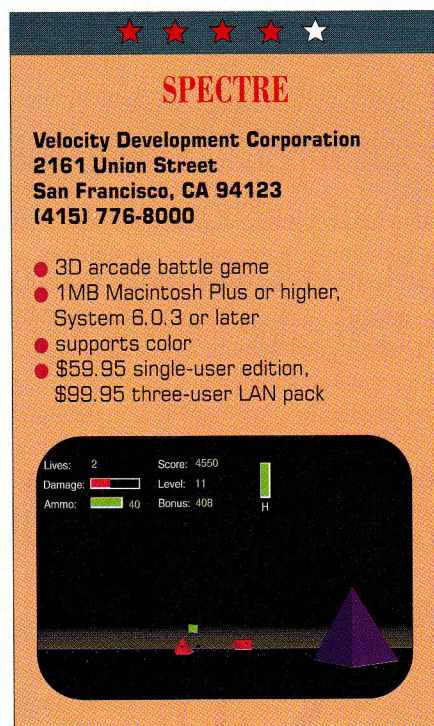 SPECTRE
Velocity Development Corporation
2161 Union Street
San Francisco, CA 94123
(415) 776-8000
3D arcade battle game
1MB Macintosh Plus or higher,
System 6.0.3 or later
supports color
$59.95 single-user edition,
$99.95 three-user LAN pack
Lives: 2 Score: 4550
Damage: Level: 11
Ammo: 40 Bonus: 408
H